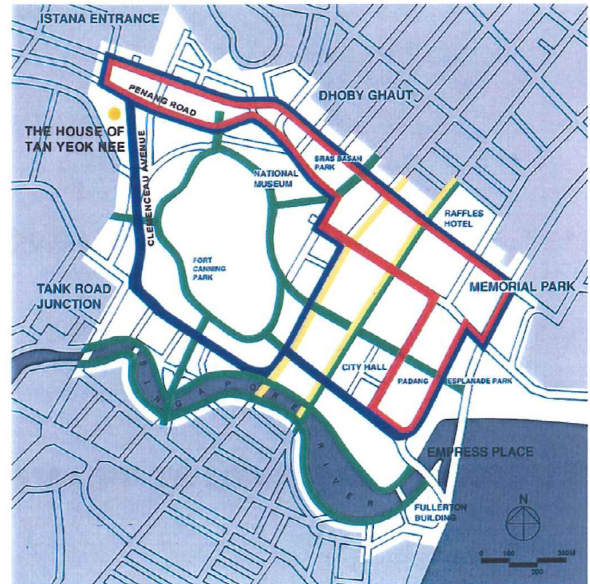 ISTANA ENTRANCE
DHOBY GHAUT
PENANG ROAD
THE HOUSE OF
TAN YEOK NEE
CLEMENCEAU AVENUE
BRAS BASAH
PARK
NATIONAL
MUSEUM
RAFFLES
HOTEL
FORT
CANNING
PARK
TANK ROAD
JUNCTION
MEMORIAL PARK
CITY HALL
PADANG
ESPLANADE PARK
SINGAPORE RIVER
EMPRESS PLACE
FULLERTON
BUILDING
N
0 100 300M
200